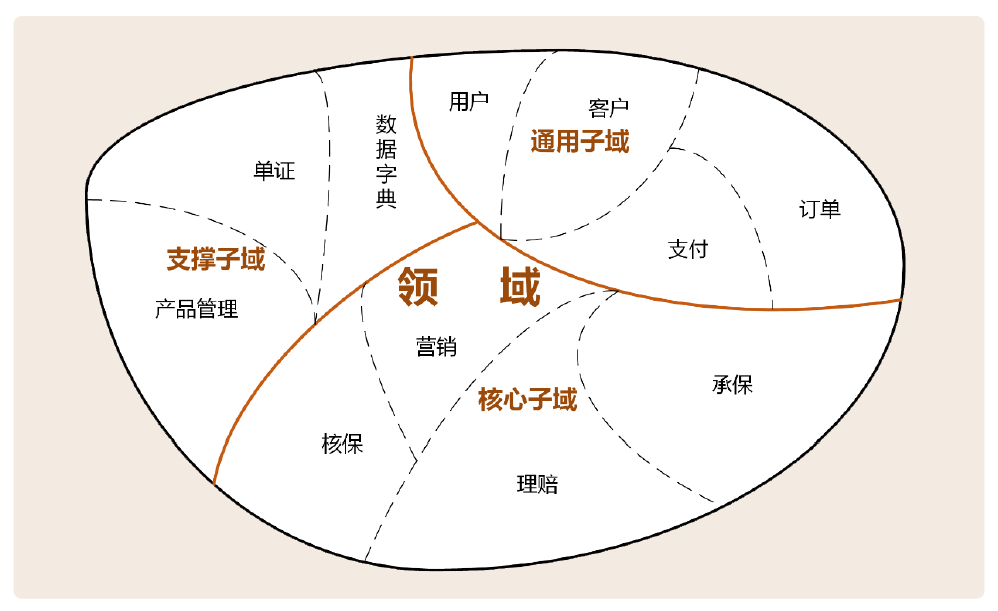 用户
客户
通用子域
数据字典
单证
订单
支付
支撑子域
产品管理
领 域
营销
核心子域
承保
核保
理赔